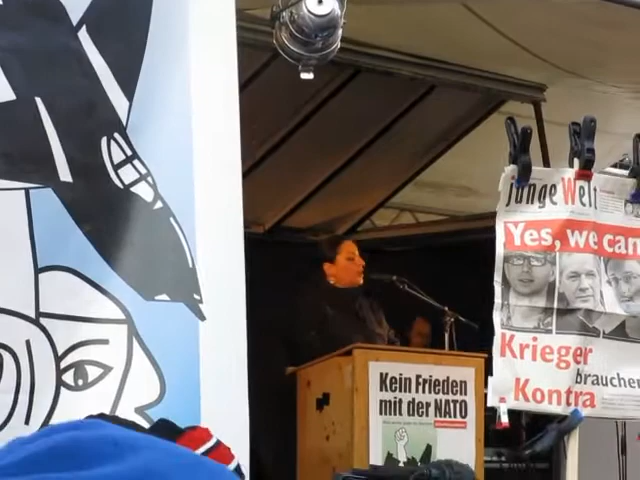 Kein Frieden
mit der NATO
junge Welt
Yes, we can
Krieger
brauchen
Kontra